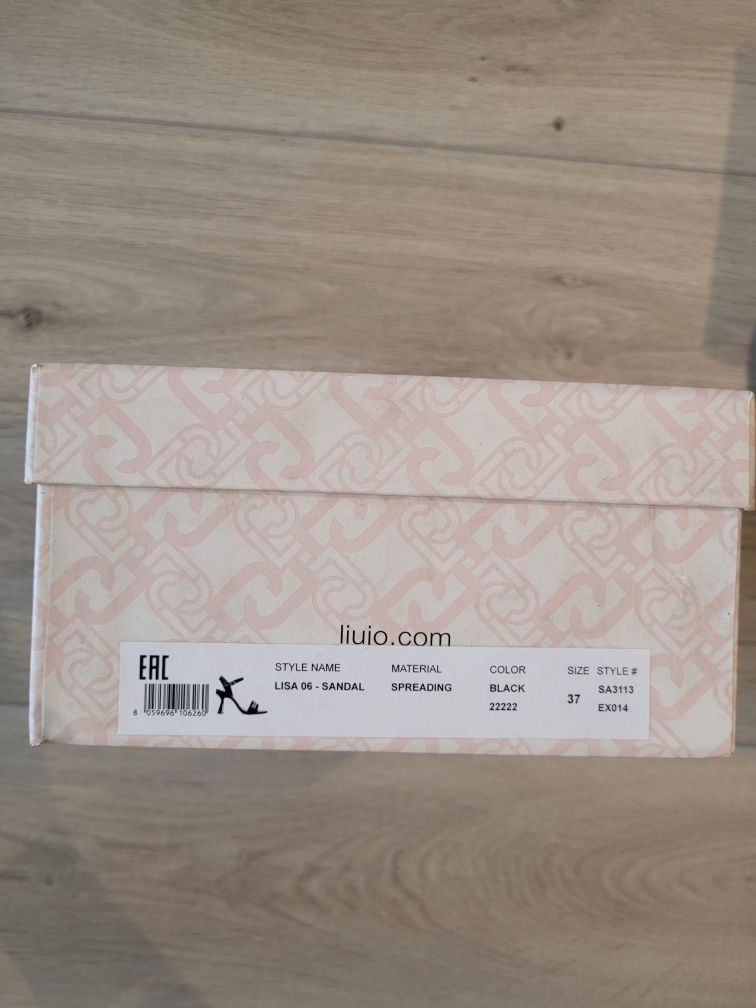 liujo.com
EAC
8 059696 106260
STYLE NAME MATERIAL COLOR SIZE STYLE #
LISA 06 - SANDAL SPREADING BLACK 37 SA3113
22222 EX014